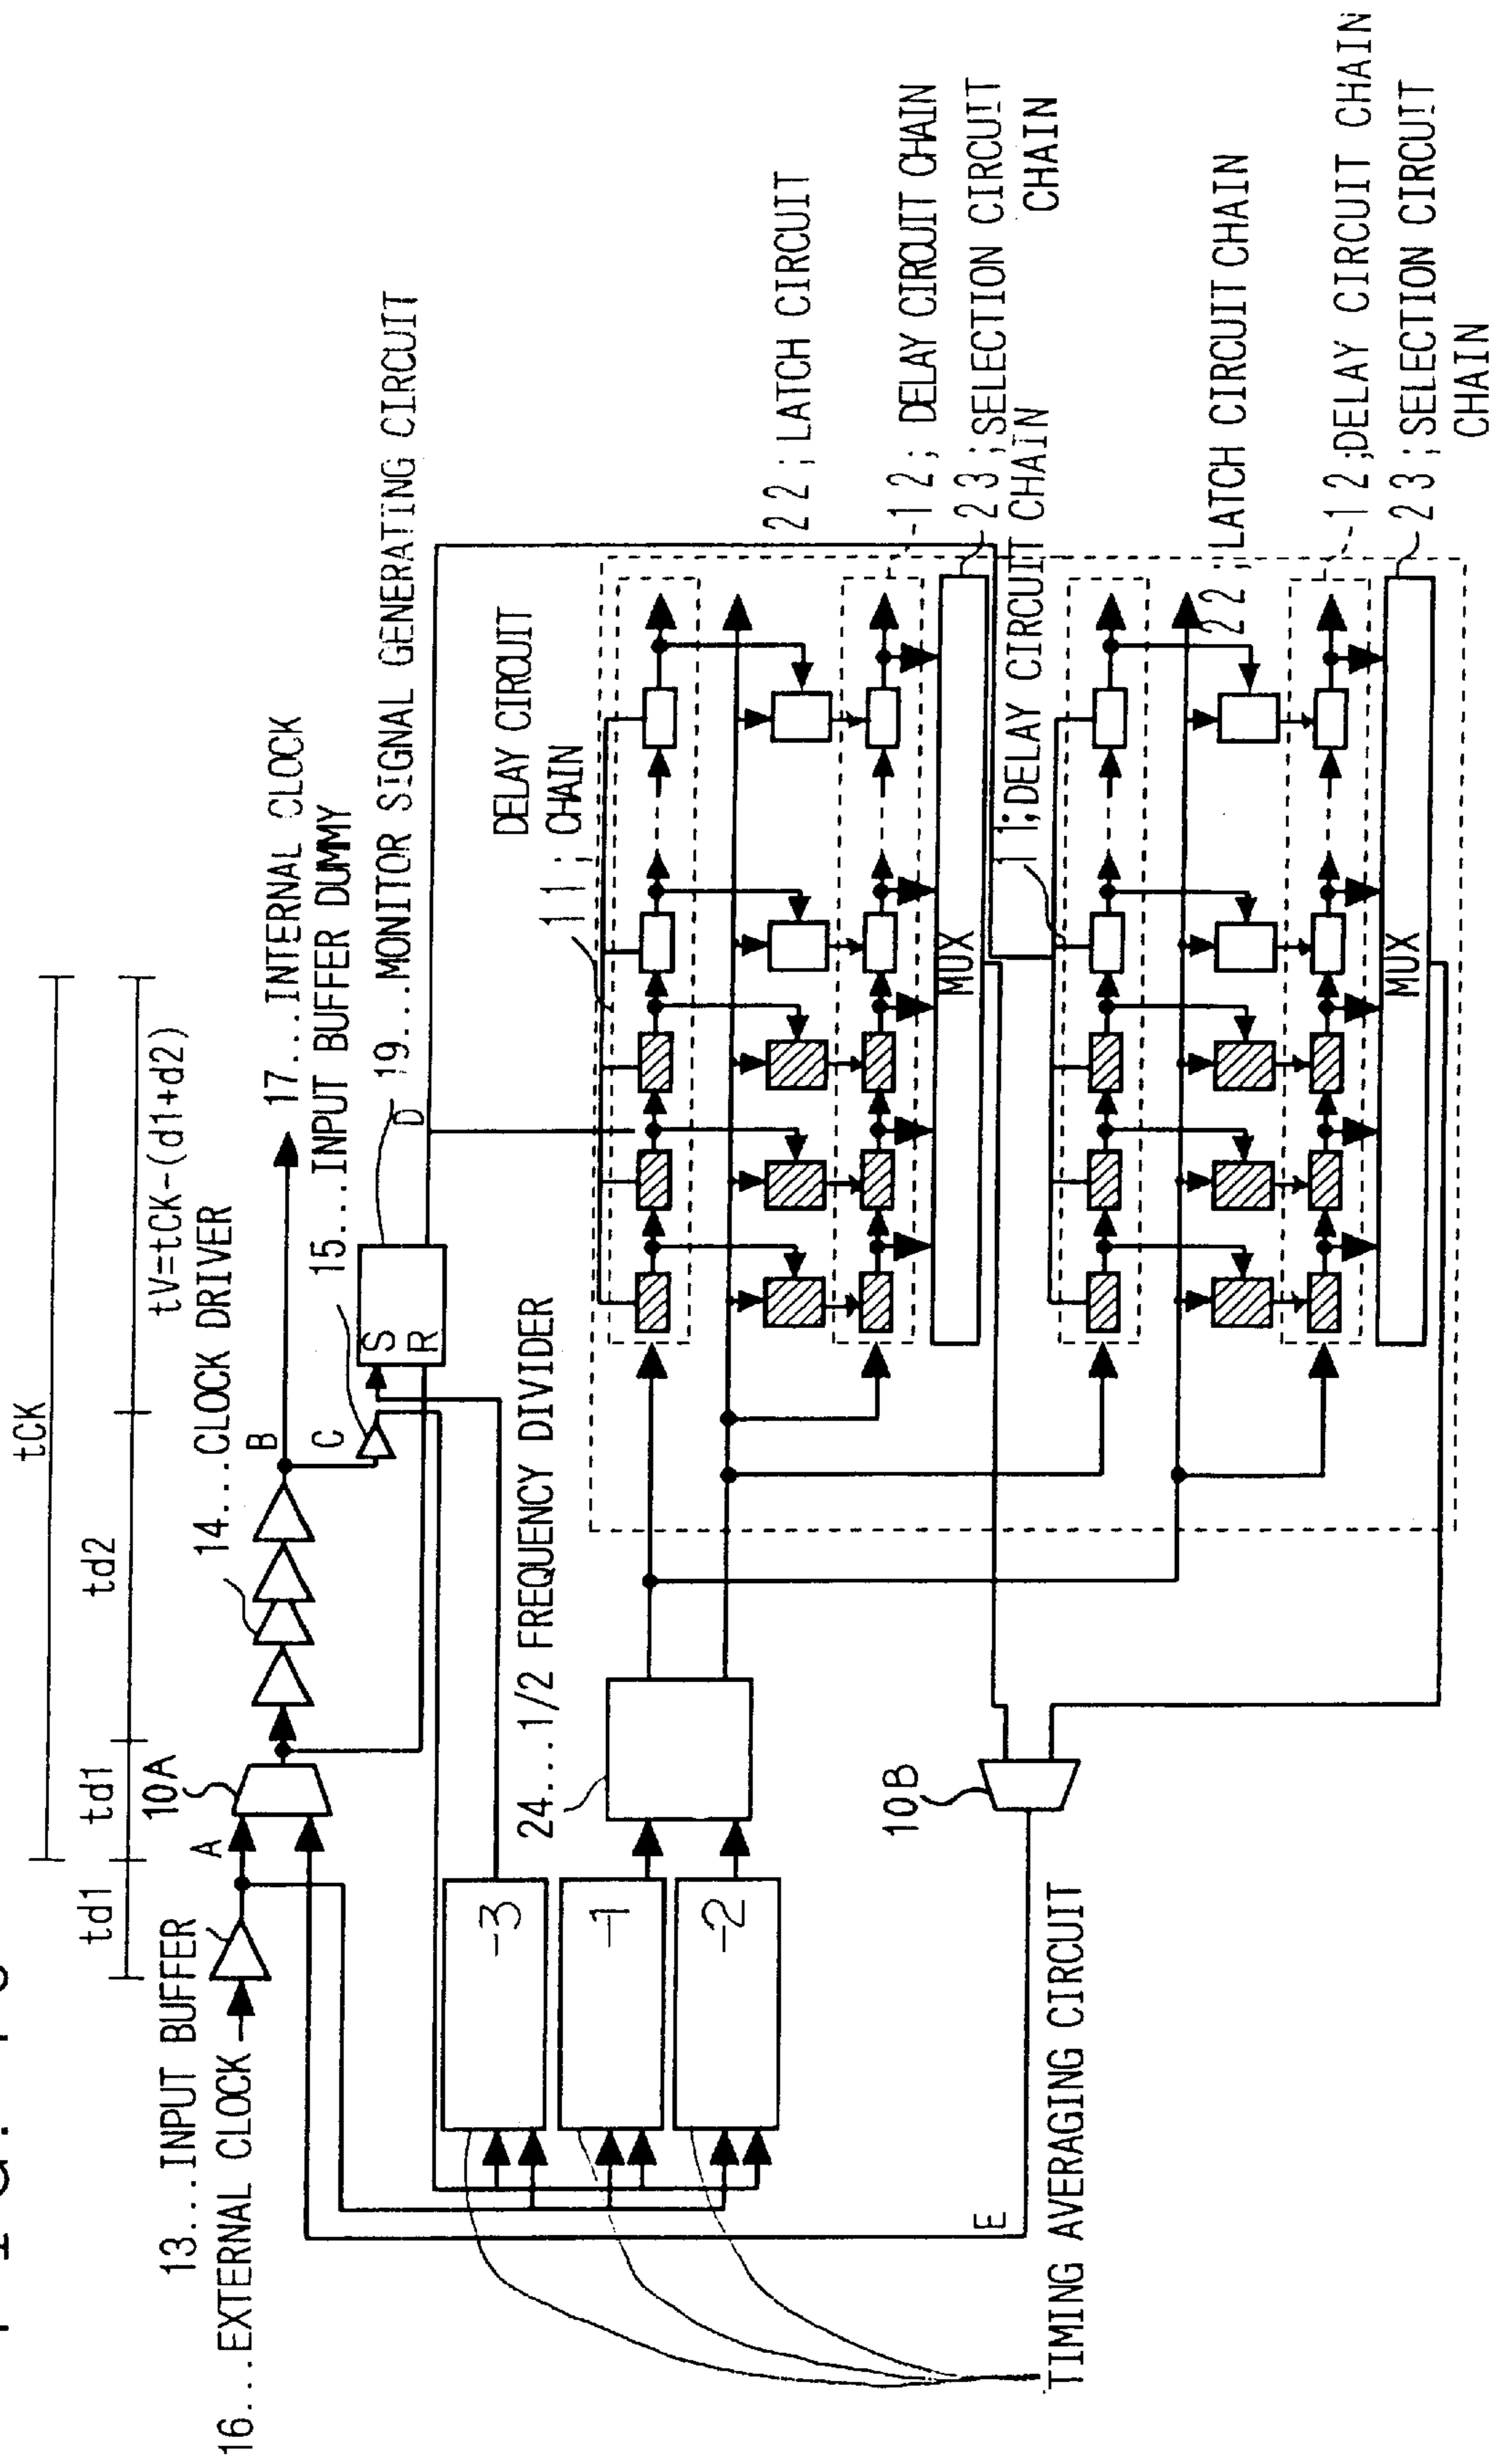 tCK
td1
td1
td2
tV=tCK-(d1+d2)
13...INPUT BUFFER
16...EXTERNAL CLOCK
A
10A
14...CLOCK DRIVER
B
17...INTERNAL CLOCK
C
15...INPUT BUFFER DUMMY
S
R
D
19...MONITOR SIGNAL GENERATING CIRCUIT
-3
-1
-2
24...1/2 FREQUENCY DIVIDER
DELAY CIRCUIT
11; CHAIN
22; LATCH CIRCUIT
12; DELAY CIRCUIT CHAIN
MUX
23;SELECTION CIRCUIT
CHAIN
11;DELAY CIRCUIT CHAIN
22;LATCH CIRCUIT CHAIN
12;DELAY CIRCUIT CHAIN
MUX
23;SELECTION CIRCUIT
CHAIN
10B
E
TIMING AVERAGING CIRCUIT